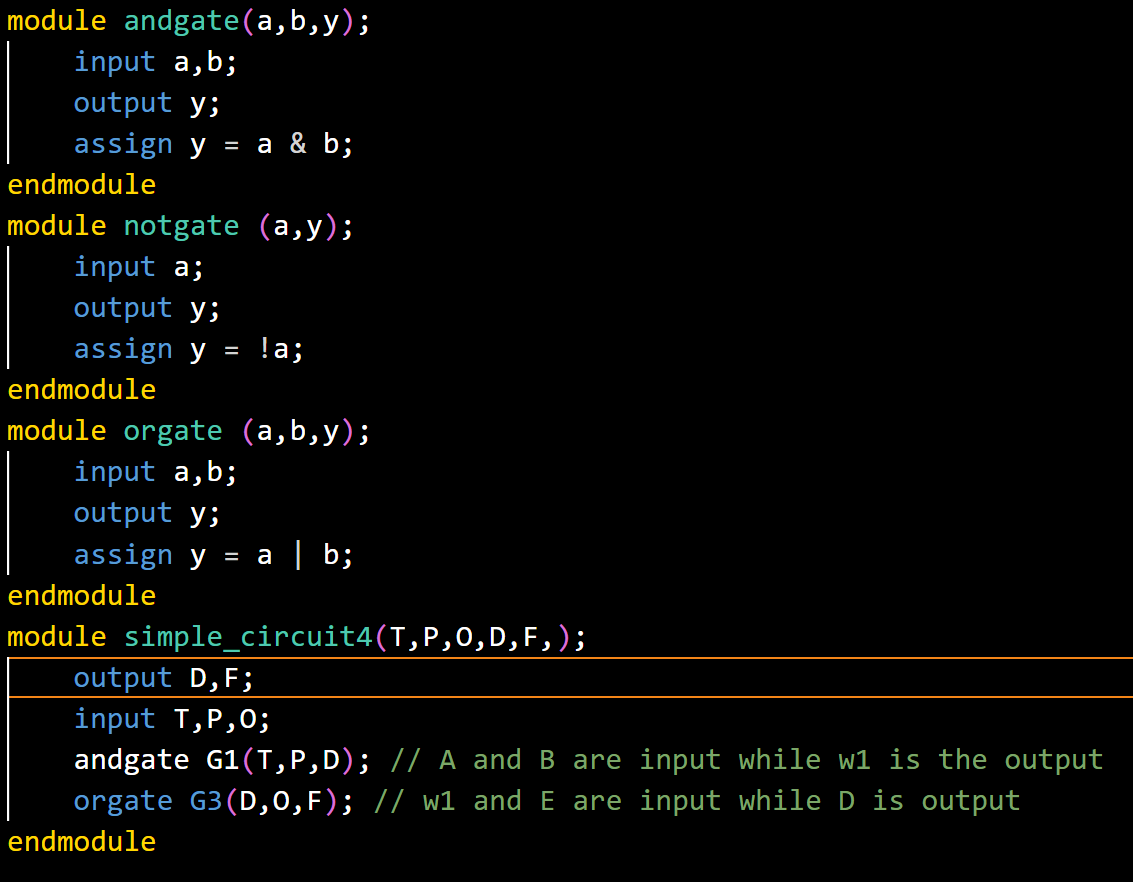 module andgate(a,b,y);
    input a,b;
    output y;
    assign y = a & b;
endmodule
module notgate (a,y);
    input a;
    output y;
    assign y = !a;
endmodule
module orgate (a,b,y);
    input a,b;
    output y;
    assign y = a | b;
endmodule
module simple_circuit4(T,P,O,D,F,);
    output D,F;
    input T,P,O;
    andgate G1(T,P,D); // A and B are input while w1 is the output
    orgate G3(D,O,F); // w1 and E are input while D is output
endmodule